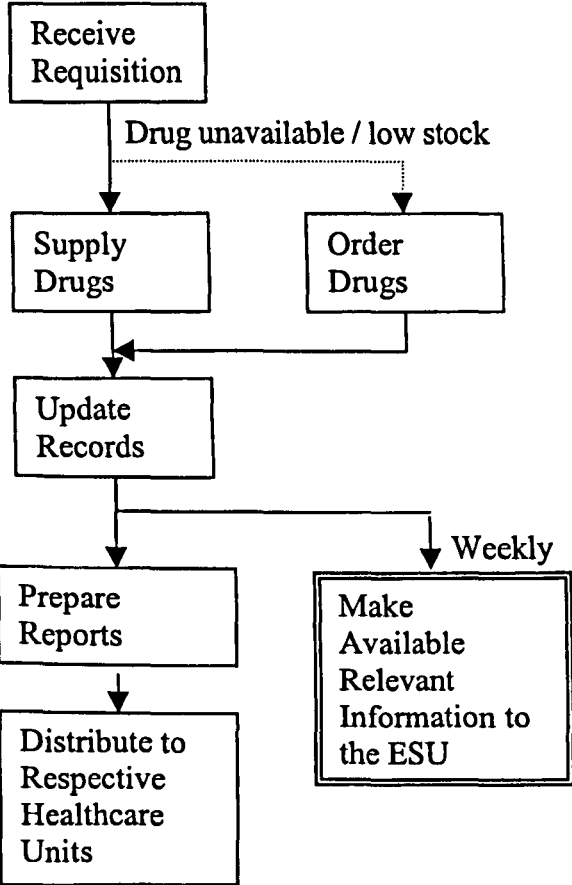 Receive
Requisition
Drug unavailable / low stock
Supply
Drugs
Order
Drugs
Update
Records
Weekly
Prepare
Reports
Make
Available
Relevant
Information to
the ESU
Distribute to
Respective
Healthcare
Units